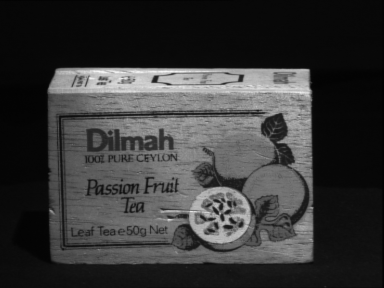 Dilmah
100% PURE CEYLON
Passion Fruit
Tea
Leaf Tea e 50g Net